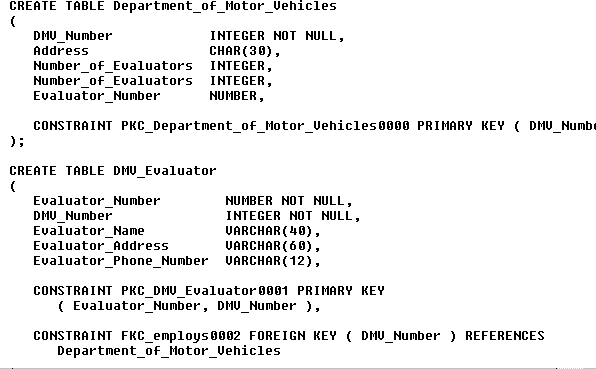 CREATE TABLE Department_of_Motor_Vehicles
(
DMV_Number INTEGER NOT NULL,
Address CHAR(30),
Number_of_Evaluators INTEGER,
Number_of_Evaluators INTEGER,
Evaluator_Number NUMBER,
CONSTRAINT PKC_Department_of_Motor_Vehicles0000 PRIMARY KEY ( DMV_Numbe
);
CREATE TABLE DMV_Evaluator
(
Evaluator_Number NUMBER NOT NULL,
DMV_Number INTEGER NOT NULL,
Evaluator_Name VARCHAR(40),
Evaluator_Address VARCHAR(60),
Evaluator_Phone_Number VARCHAR(12),
CONSTRAINT PKC_DMV_Evaluator0001 PRIMARY KEY
( Evaluator_Number, DMV_Number ),
CONSTRAINT FKC_employs0002 FOREIGN KEY ( DMV_Number ) REFERENCES
Department_of_Motor_Vehicles